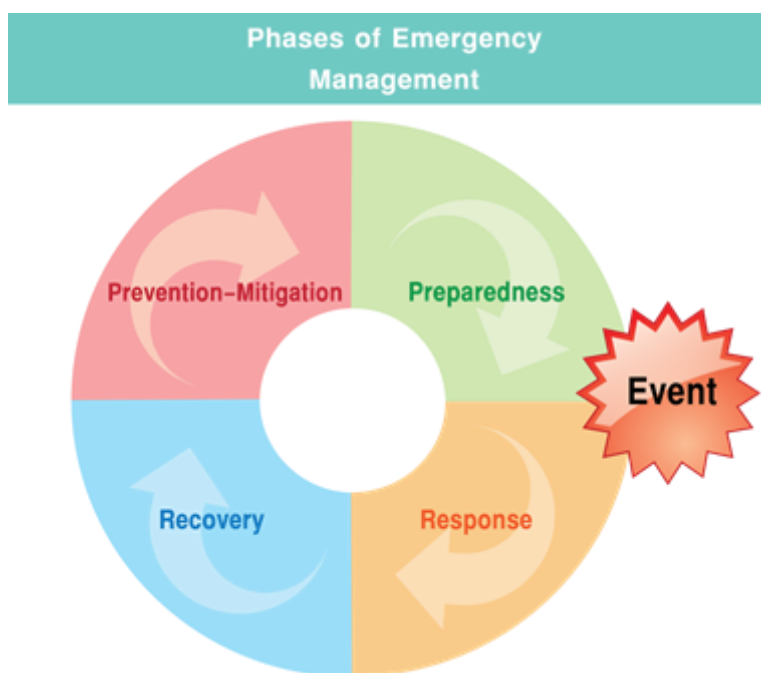 Phases of Emergency
Management
Prevention–Mitigation
Preparedness
Event
Recovery
Response